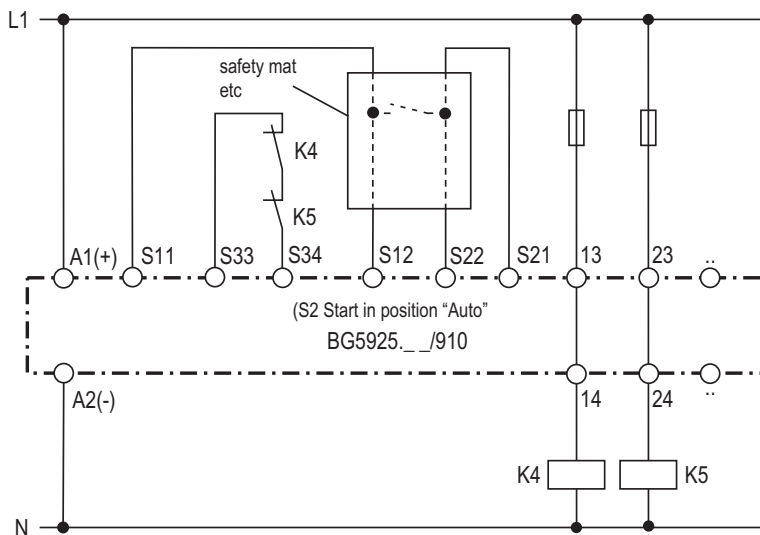 L1
safety mat
etc
K4
K5
A1(+)
S11
S33
S34
S12
S22
S21
13
23
..
(S2 Start in position “Auto”
BG5925._ _/910
A2(-)
14
24
..
K4
K5
N